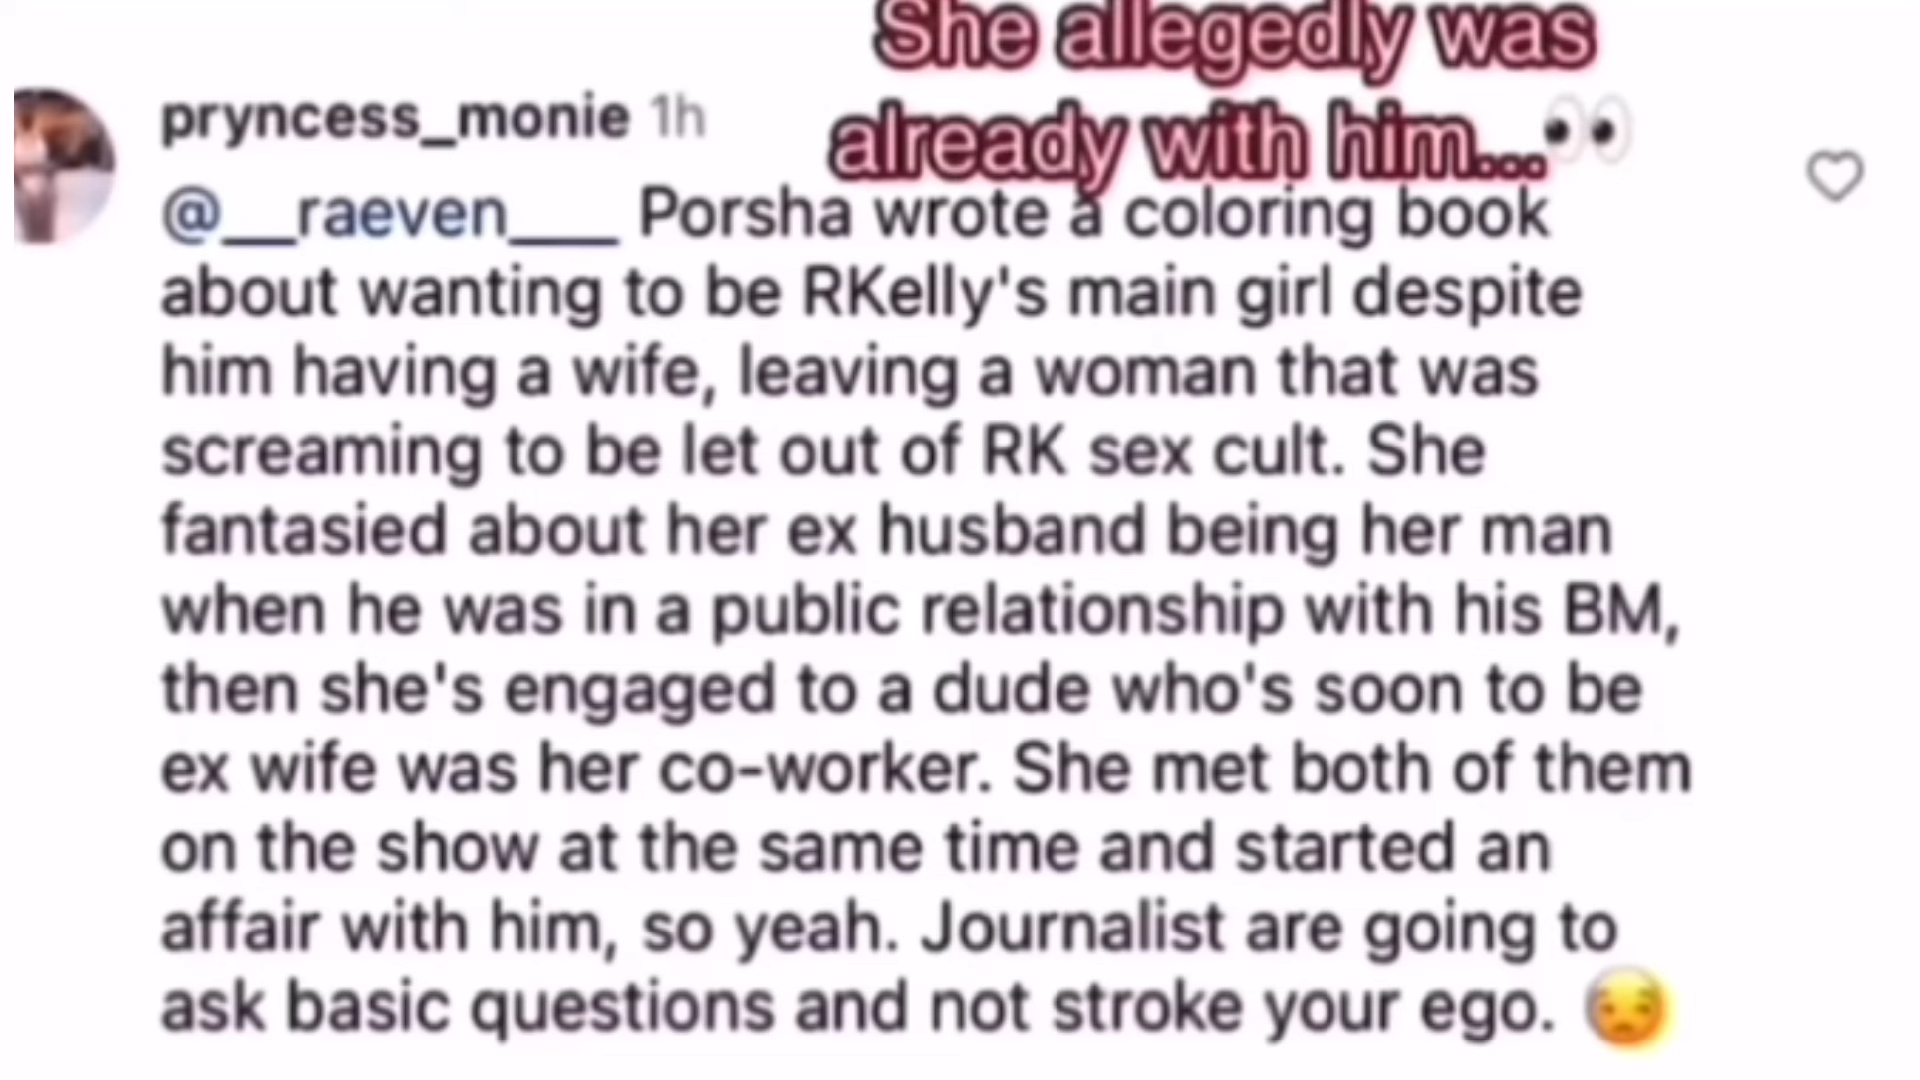 She allegedly was
already with him...👀
pryncess_monie 1h
@__raeven___ Porsha wrote a coloring book
about wanting to be RKelly's main girl despite
him having a wife, leaving a woman that was
screaming to be let out of RK sex cult. She
fantasied about her ex husband being her man
when he was in a public relationship with his BM,
then she's engaged to a dude who's soon to be
ex wife was her co-worker. She met both of them
on the show at the same time and started an
affair with him, so yeah. Journalist are going to
ask basic questions and not stroke your ego. 😒